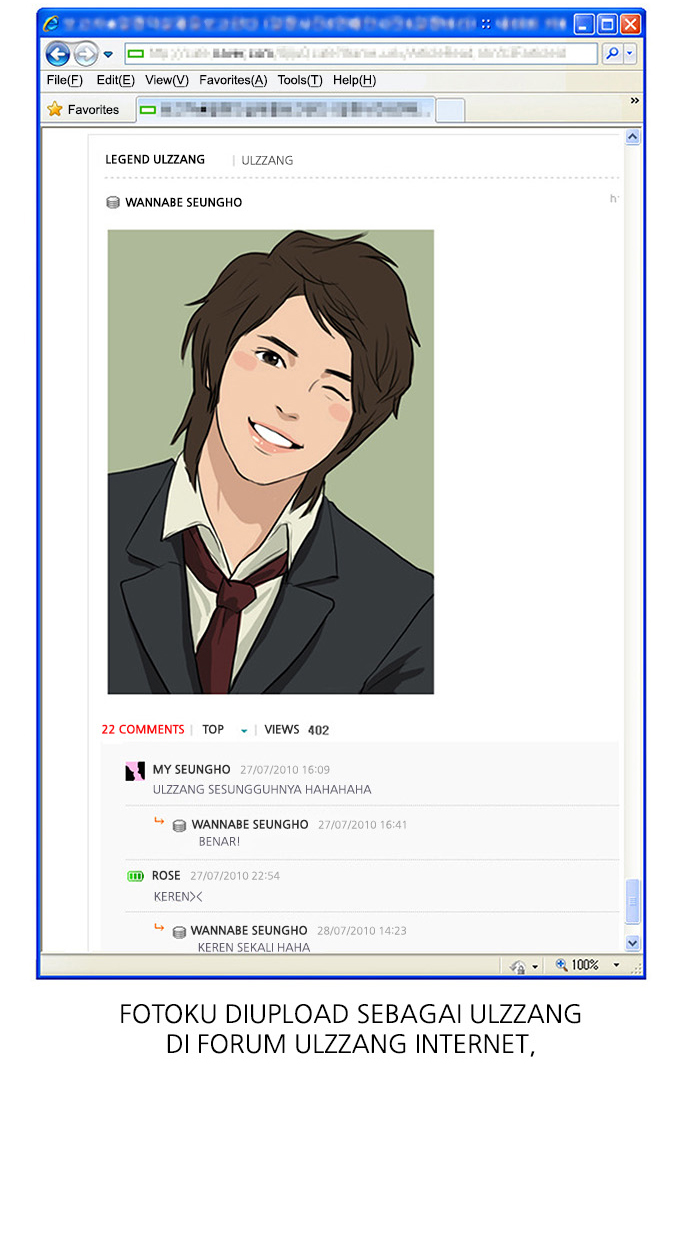 File(F) Edit(E) View(V) Favorites(A) Tools(T) Help(H)
Favorites
»
LEGEND ULZZANG | ULZZANG
WANNABE SEUNGHO
22 COMMENTS | TOP | VIEWS 402
MY SEUNGHO 27/07/2010 16:09
ULZZANG SESUNGGUHNYA HAHAHAHA
WANNABE SEUNGHO 27/07/2010 16:41
BENAR!
ROSE 27/07/2010 22:54
KEREN><
WANNABE SEUNGHO 28/07/2010 14:23
KEREN SEKALI HAHA
100%
FOTOKU DIUPLOAD SEBAGAI ULZZANG
DI FORUM ULZZANG INTERNET,